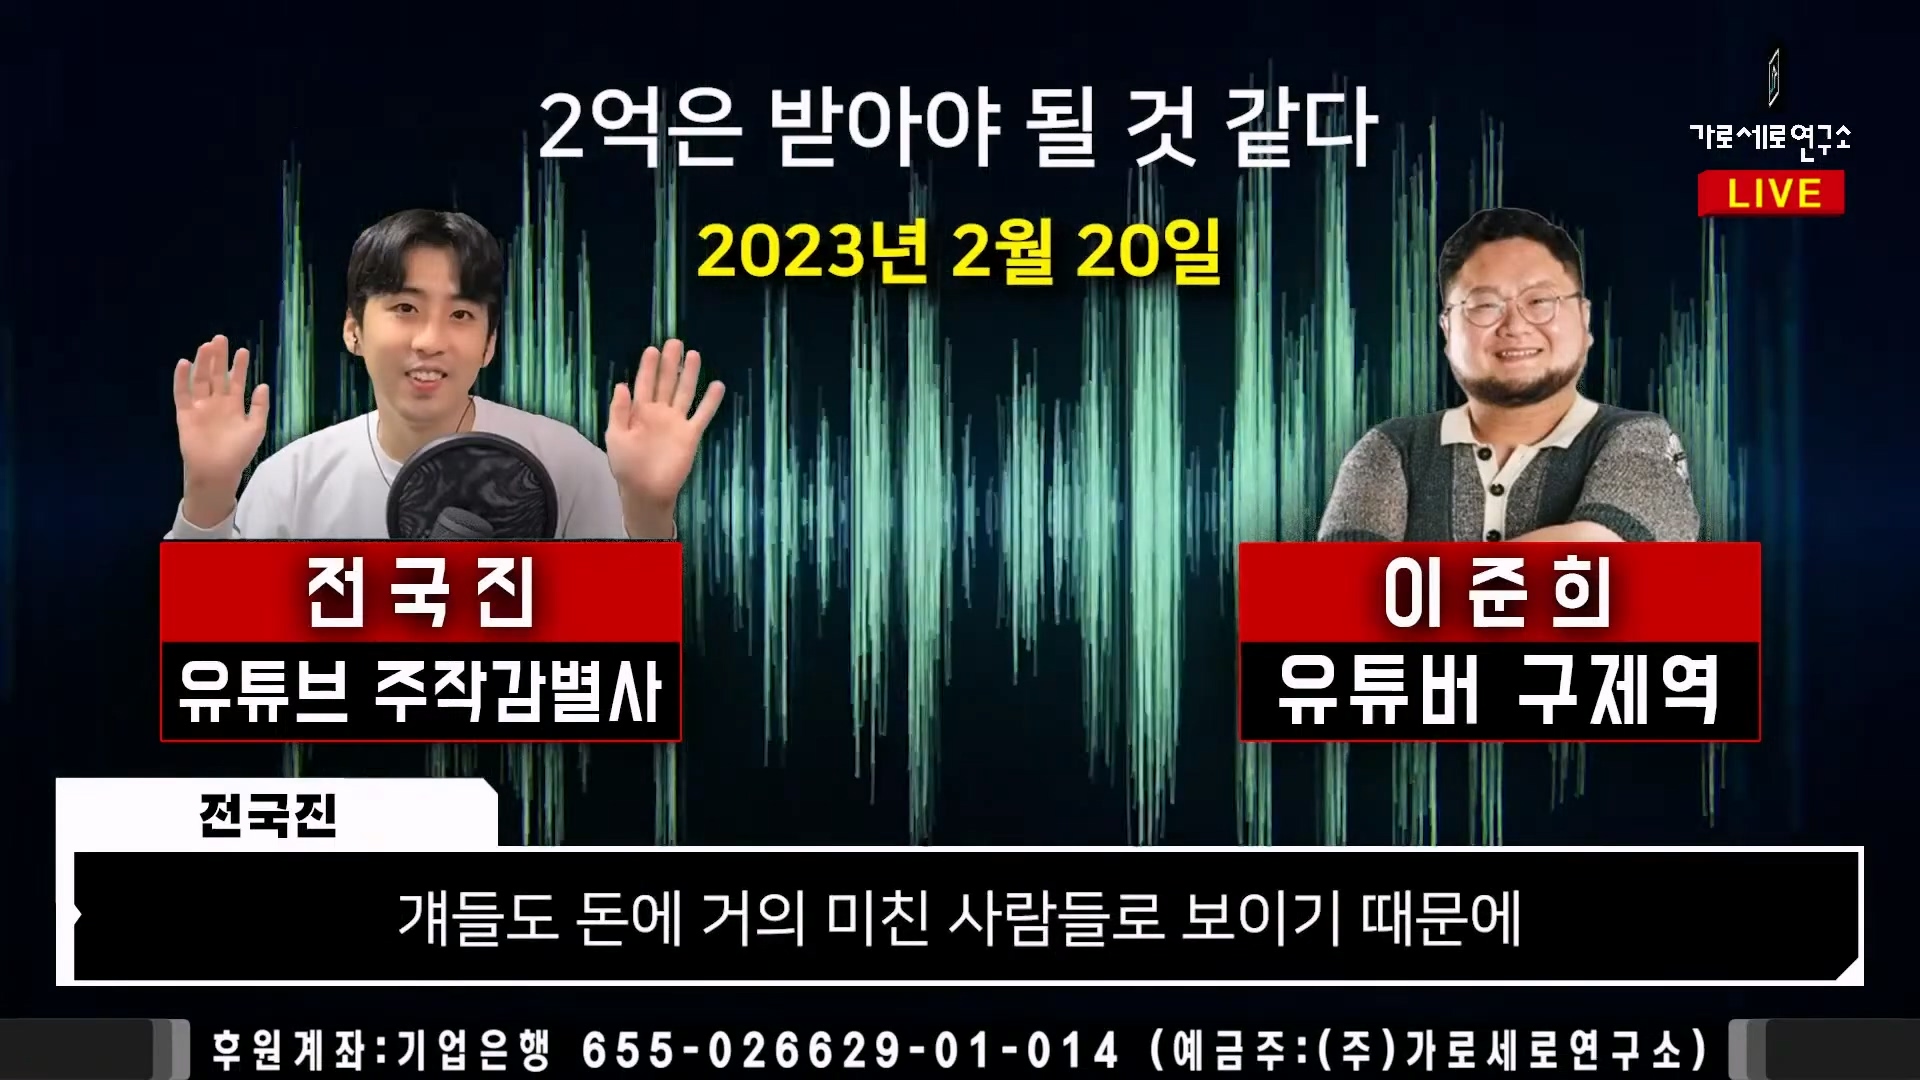 2억은 받아야 될 것 같다
가로세로연구소
LIVE
2023년 2월 20일
전국진
유튜브 주작감별사
이준희
유튜버 구제역
전국진
걔들도 돈에 거의 미친 사람들로 보이기 때문에
후원계좌:기업은행 655-026629-01-014 (예금주:(주)가로세로연구소)